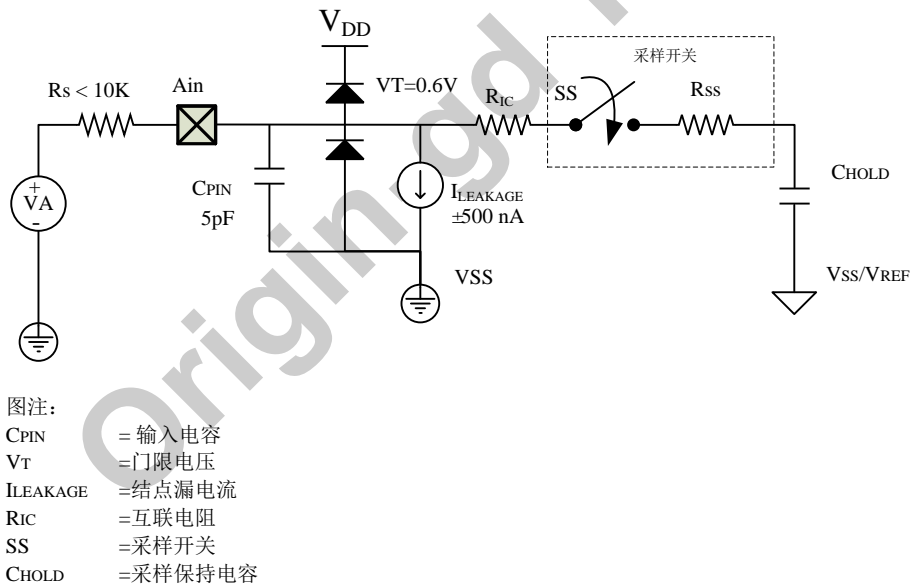 VDD
采样开关
Rs < 10K
Ain
VT=0.6V
RIC
SS
RSS
VA
+
-
CPIN
5pF
ILEAKAGE
±500 nA
CHOLD
VSS
VSS/VREF
Origin-gd
图注:
CPIN =输入电容
VT =门限电压
ILEAKAGE =结点漏电流
RIC =互联电阻
SS =采样开关
CHOLD =采样保持电容